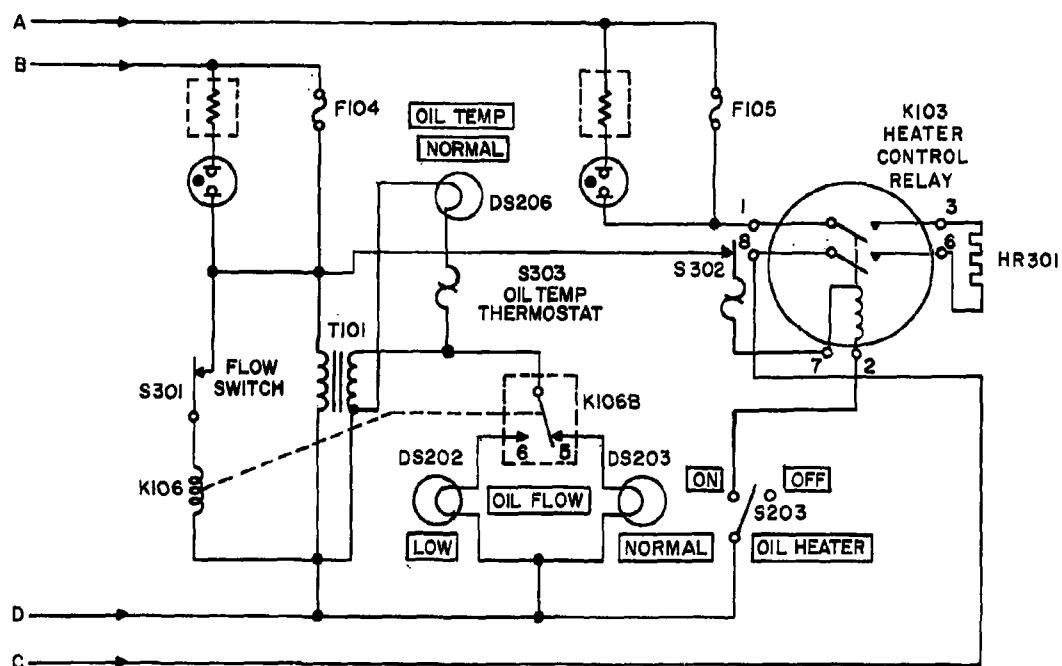 A
B
F104
OIL TEMP
NORMAL
DS206
F105
K103
HEATER
CONTROL
RELAY
1
8
3
6
HR301
S302
S303
OIL TEMP
THERMOSTAT
T101
7
2
FLOW
SWITCH
S301
K106B
6
5
K106
DS202
DS203
OIL FLOW
LOW
NORMAL
ON
OFF
S203
OIL HEATER
D
C